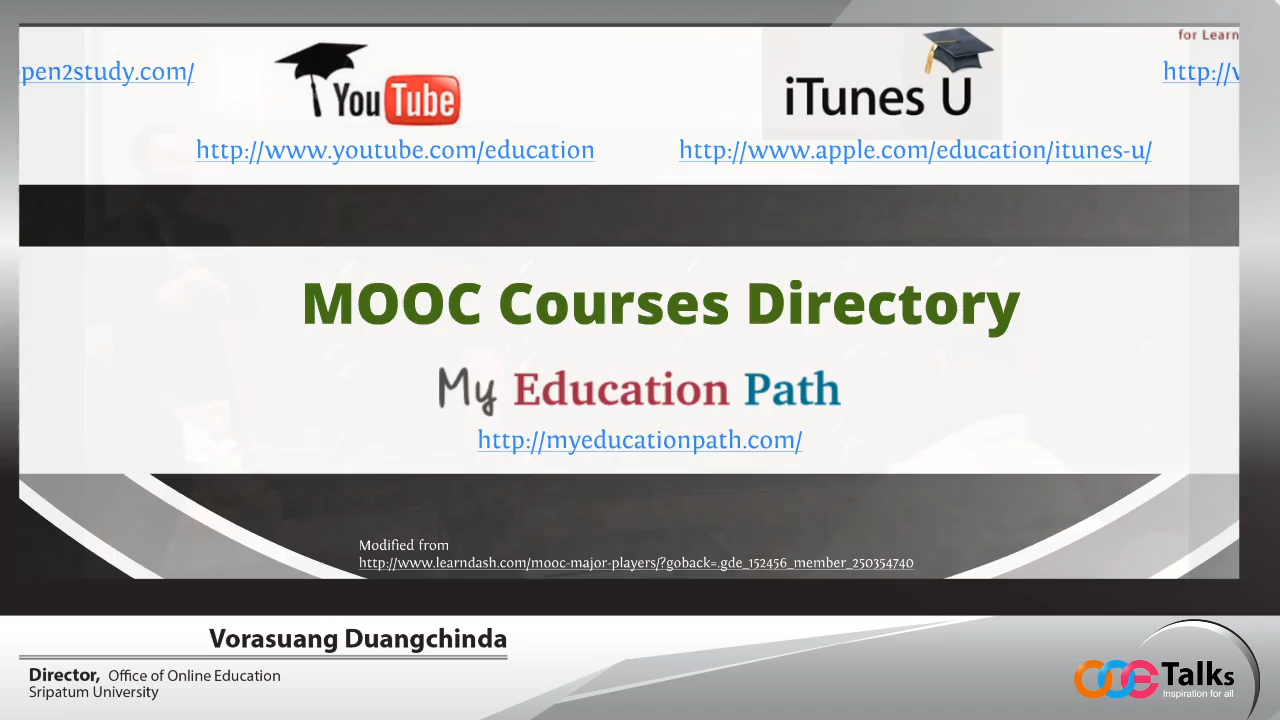 for Learn
pen2study.com/
YouTube
iTunes U
http://v
http://www.youtube.com/education
http://www.apple.com/education/itunes-u/
MOOC Courses Directory
My Education Path
http://myeducationpath.com/
Modified from
http://www.learndash.com/mooc-major-players/?goback=.gde_152456_member_250354740
Vorasuang Duangchinda
Director, Office of Online Education
Sripatum University
OOE Talks
Inspiration for all